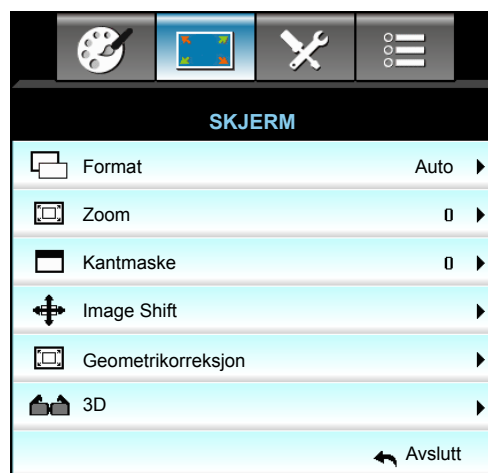 SKJERM
Format Auto
Zoom 0
Kantmaske 0
Image Shift
Geometrikorreksjon
3D
Avslutt